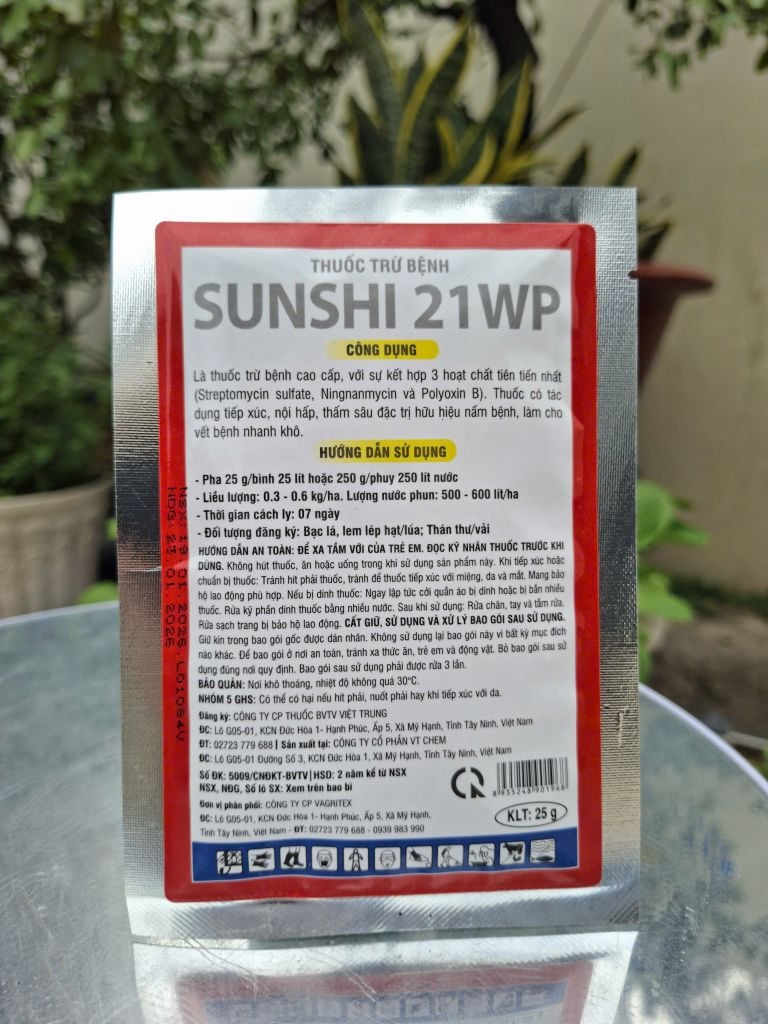 THUỐC TRỪ BỆNH
SUNSHI 21WP
CÔNG DỤNG
Là thuốc trừ bệnh cao cấp, với sự kết hợp 3 hoạt chất tiên tiến nhất
(Streptomycin sulfate, Ningnanmycin và Polyoxin B). Thuốc có tác
dụng tiếp xúc, nội hấp, thấm sâu đặc trị hữu hiệu nấm bệnh, làm cho
vết bệnh nhanh khô.
HƯỚNG DẪN SỬ DỤNG
- Pha 25 g/bình 25 lít hoặc 250 g/phuy 250 lít nước
- Liều lượng: 0.3 - 0.6 kg/ha. Lượng nước phun: 500 - 600 lít/ha
- Thời gian cách ly: 07 ngày
- Đối tượng đăng ký: Bạc lá, lem lép hạt/lúa; Thán thư/vải
HƯỚNG DẪN AN TOÀN: ĐỂ XA TẦM VỚI CỦA TRẺ EM. ĐỌC KỸ NHÃN THUỐC TRƯỚC KHI
DÙNG. Không hút thuốc, ăn hoặc uống trong khi sử dụng sản phẩm này. Khi tiếp xúc hoặc
chuẩn bị thuốc: Tránh hít phải thuốc, tránh để thuốc tiếp xúc với miệng, da và mắt. Mang bảo
hộ lao động phù hợp. Nếu bị dính thuốc: Ngay lập tức cởi quần áo bị dính hoặc bị bắn nhiều
thuốc. Rửa kỹ phần dính thuốc bằng nhiều nước. Sau khi sử dụng: Rửa chân, tay và tắm rửa.
Rửa sạch trang bị bảo hộ lao động. CẤT GIỮ, SỬ DỤNG VÀ XỬ LÝ BAO GÓI SAU SỬ DỤNG.
Giữ kín trong bao gói gốc được dán nhãn. Không sử dụng lại bao gói này vì bất kỳ mục đích
nào khác. Để bao gói ở nơi an toàn, tránh xa thức ăn, trẻ em và động vật. Bỏ bao gói sau sử
dụng đúng nơi quy định. Bao gói sau sử dụng phải được rửa 3 lần.
BẢO QUẢN: Nơi khô thoáng, nhiệt độ không quá 30°C.
NHÓM 5 GHS: Có thể có hại nếu hít phải, nuốt phải hay khi tiếp xúc với da.
Đăng ký: CÔNG TY CP THUỐC BVTV VIỆT TRUNG
ĐC: Lô G05-01, KCN Đức Hòa 1- Hạnh Phúc, Ấp 5, Xã Mỹ Hạnh, Tỉnh Tây Ninh, Việt Nam
ĐT: 02723 779 688 | Sản xuất tại: CÔNG TY CỔ PHẦN VT CHEM
ĐC: Lô G05-01 Đường Số 3, KCN Đức Hòa 1, Xã Mỹ Hạnh, Tỉnh Tây Ninh, Việt Nam
Số ĐK: 5009/CNĐKT-BVTV | HSD: 2 năm kể từ NSX
NSX, NĐG, Số lô SX: Xem trên bao bì
Đơn vị phân phối: CÔNG TY CP VAGRITEX
ĐC: Lô G05-01, KCN Đức Hòa 1- Hạnh Phúc, Ấp 5, Xã Mỹ Hạnh,
Tỉnh Tây Ninh, Việt Nam - ĐT: 02723 779 688 - 0939 983 990
8 935248 901968
KLT: 25 g